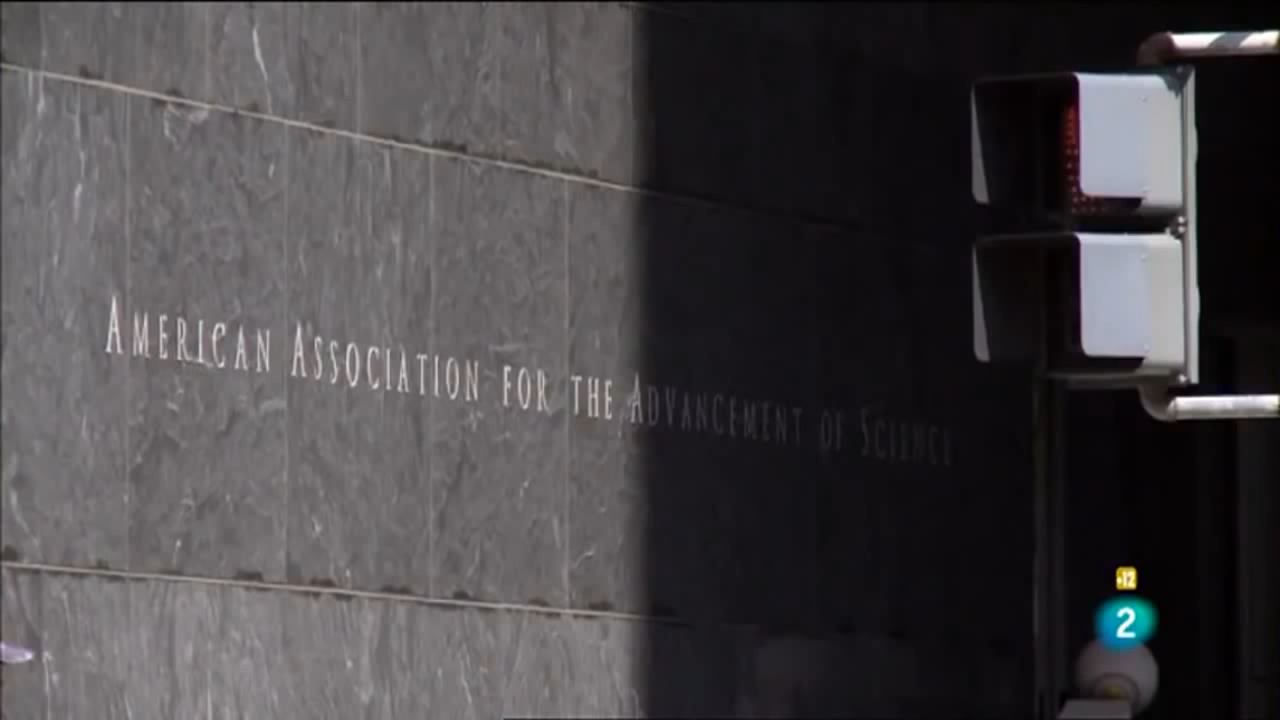 AMERICAN ASSOCIATION FOR THE ADVANCEMENT OF SCIENCE
+12
2